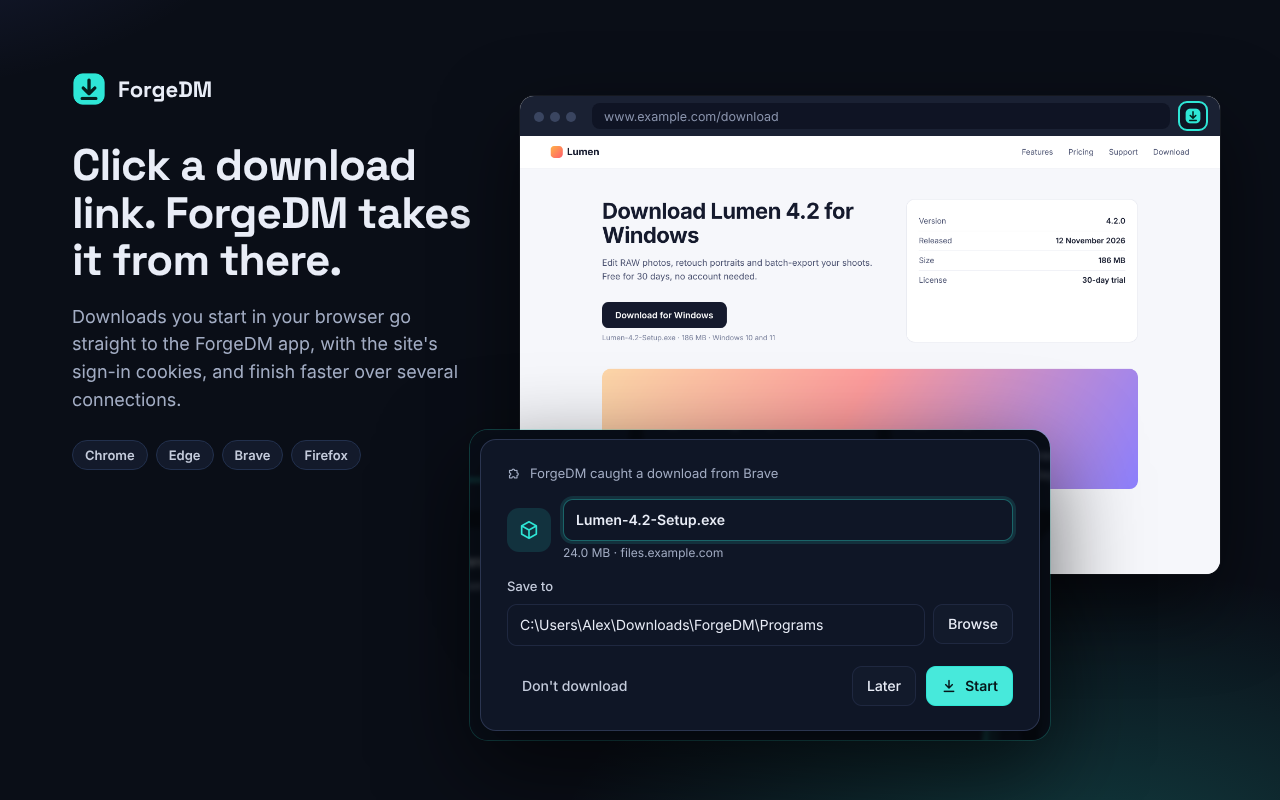 ForgeDM
Click a download
link. ForgeDM takes
it from there.
Downloads you start in your browser go
straight to the ForgeDM app, with the site's
sign-in cookies, and finish faster over several
connections.
Chrome Edge Brave Firefox
www.example.com/download
Lumen
Features Pricing Support Download
Download Lumen 4.2 for
Windows
Edit RAW photos, retouch portraits and batch-export your shoots.
Free for 30 days, no account needed.
Download for Windows
Lumen-4.2-Setup.exe · 186 MB · Windows 10 and 11
Version 4.2.0
Released 12 November 2026
Size 186 MB
License 30-day trial
ForgeDM caught a download from Brave
Lumen-4.2-Setup.exe
24.0 MB · files.example.com
Save to
C:\Users\Alex\Downloads\ForgeDM\Programs
Browse
Don't download
Later
Start